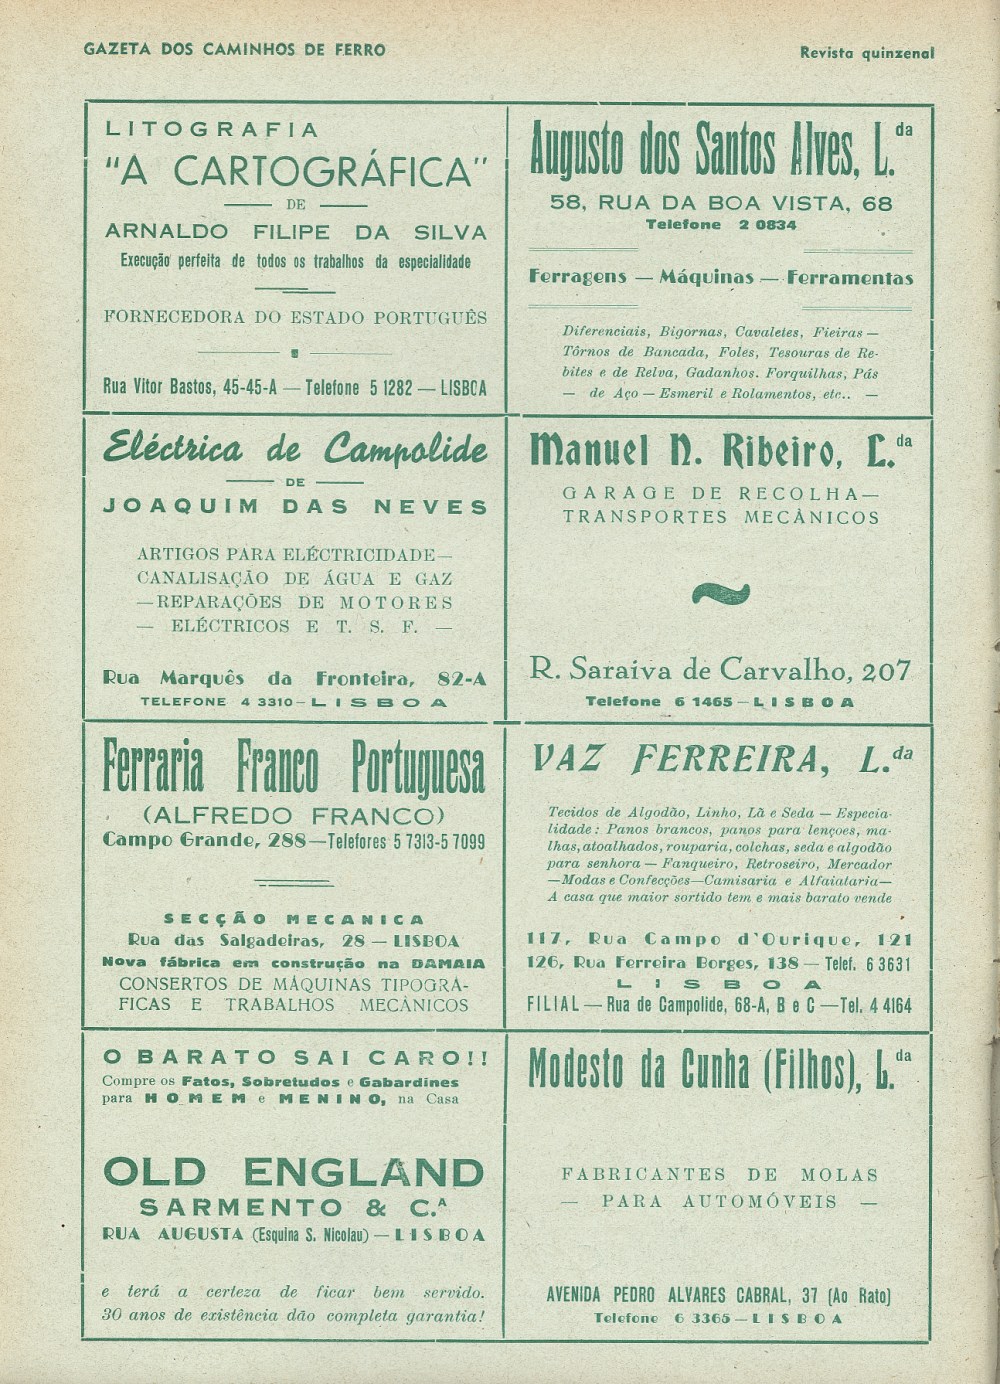 GAZETA DOS CAMINHOS DE FERRO
Revista quinzenal
LITOGRAFIA
"A CARTOGRÁFICA"
DE
ARNALDO FILIPE DA SILVA
Execução perfeita de todos os trabalhos da especialidade
FORNECEDORA DO ESTADO PORTUGUÊS
Rua Vitor Bastos, 45-45-A — Telefone 5 1282 — LISBOA
Augusto dos Santos Alves, L.da
58, RUA DA BOA VISTA, 68
Telefone 2 0834
Ferragens — Máquinas — Ferramentas
Diferenciais, Bigornas, Cavaletes, Fieiras —
Tôrnos de Bancada, Foles, Tesouras de Re-
bites e de Relva, Gadanhos. Forquilhas, Pás
— de Aço — Esmeril e Rolamentos, etc.. —
Eléctrica de Campolide
DE
JOAQUIM DAS NEVES
ARTIGOS PARA ELÉCTRICIDADE—
CANALISAÇÃO DE ÁGUA E GAZ
—REPARAÇÕES DE MOTORES
— ELÉCTRICOS E T. S. F. —
Rua Marquês da Fronteira, 82-A
TELEFONE 4 3310 – LISBOA
Manuel N. Ribeiro, L.da
GARAGE DE RECOLHA—
TRANSPORTES MECÂNICOS
R. Saraiva de Carvalho, 207
Telefone 6 1465 – LISBOA
Ferraria Franco Portuguesa
(ALFREDO FRANCO)
Campo Grande, 288—Telefores 5 7313-5 7099
SECÇÃO MECANICA
Rua das Salgadeiras, 28 — LISBOA
Nova fábrica em construção na DAMAIA
CONSERTOS DE MÁQUINAS TIPOGRÁ-
FICAS E TRABALHOS MECÂNICOS
VAZ FERREIRA, L.da
Tecidos de Algodão, Linho, Lã e Seda — Especia-
lidade: Panos brancos, panos para lençoes, ma-
lhas, atoalhados, rouparia, colchas, seda e algodão
para senhora — Fanqueiro, Retroseiro, Mercador
—Modas e Confecções—Camisaria e Alfaiataria—
A casa que maior sortido tem e mais barato vende
117, Rua Campo d'Ourique, 121
126, Rua Ferreira Borges, 138 — Telef. 6 3631
LISBOA
FILIAL — Rua de Campolide, 68-A, B e C —Tel. 4 4164
O BARATO SAI CARO!!
Compre os Fatos, Sobretudos e Gabardines
para HOMEM e MENINO, na Casa
OLD ENGLAND
SARMENTO & C.A
RUA AUGUSTA (Esquina S. Nicolau) — LISBOA
e terá a certeza de ficar bem servido.
30 anos de existência dão completa garantia!
Modesto da Cunha (Filhos), L.da
FABRICANTES DE MOLAS
— PARA AUTOMÓVEIS —
AVENIDA PEDRO ALVARES CABRAL, 37 (Ao Rato)
Telefone 6 3365 — LISBOA